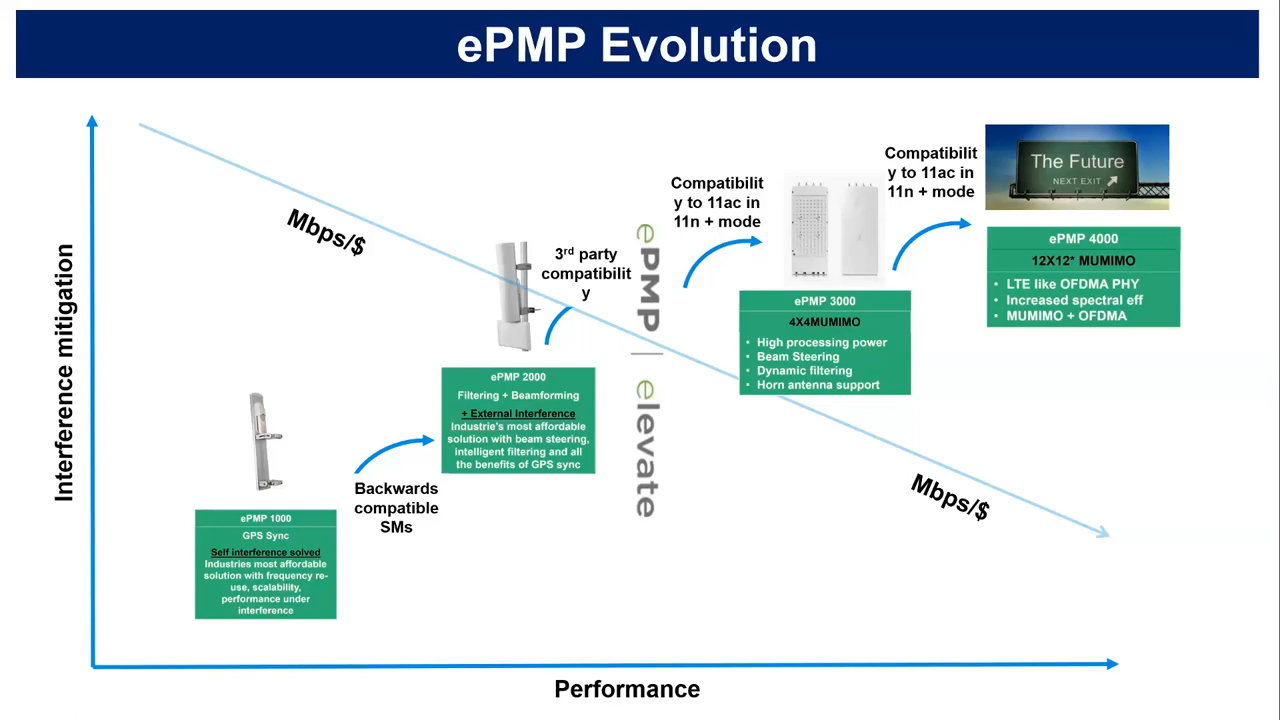 ePMP Evolution
Interference mitigation
Performance
Mbps/$
Mbps/$
ePMP 1000
GPS Sync
Self interference solved
Industries most affordable
solution with frequency re-
use, scalability,
performance under
interference
Backwards
compatible
SMs
ePMP 2000
Filtering + Beamforming
+ External Interference
Industrie's most affordable
solution with beam steering,
intelligent filtering and all
the benefits of GPS sync
3rd party
compatibilit
y
ePMP | elevate
Compatibilit
y to 11ac in
11n + mode
ePMP 3000
4X4MUMIMO
• High processing power
• Beam Steering
• Dynamic filtering
• Horn antenna support
Compatibilit
y to 11ac in
11n + mode
The Future
NEXT EXIT
ePMP 4000
12X12* MUMIMO
• LTE like OFDMA PHY
• Increased spectral eff
• MUMIMO + OFDMA